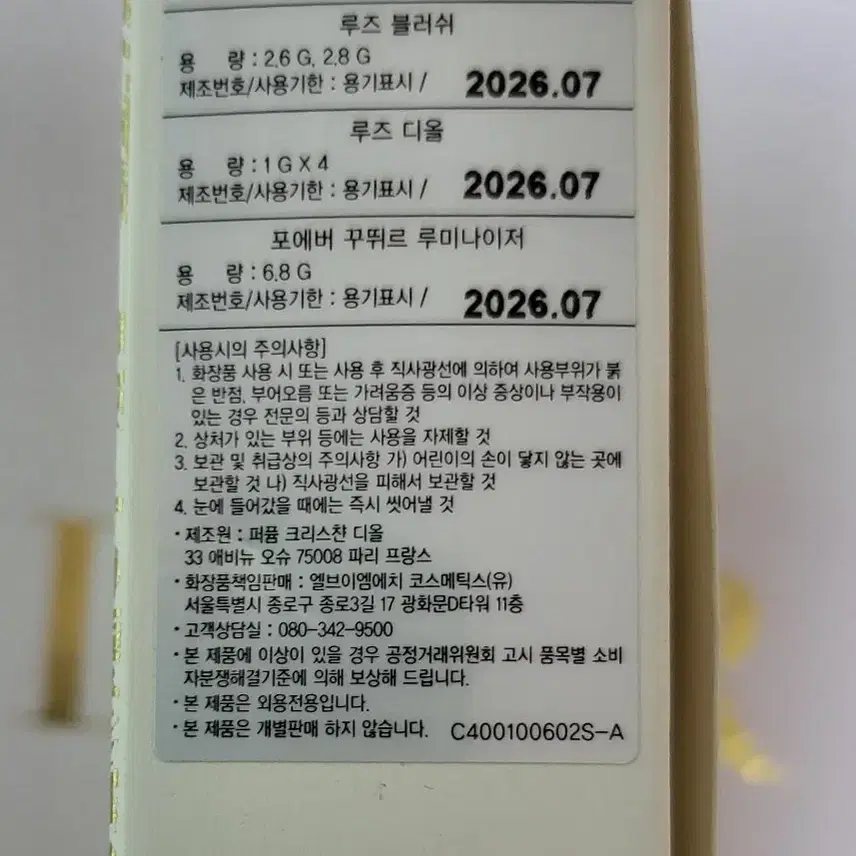 루즈 블러쉬
용 량 : 2.6 G, 2.8 G
제조번호/사용기한 : 용기표시 / 2026.07
루즈 디올
용 량 : 1 G X 4
제조번호/사용기한 : 용기표시 / 2026.07
포에버 꾸뛰르 루미나이저
용 량 : 6.8 G
제조번호/사용기한 : 용기표시 / 2026.07
[사용시의 주의사항]
1. 화장품 사용 시 또는 사용 후 직사광선에 의하여 사용부위가 붉
은 반점, 부어오름 또는 가려움증 등의 이상 증상이나 부작용이
있는 경우 전문의 등과 상담할 것
2. 상처가 있는 부위 등에는 사용을 자제할 것
3. 보관 및 취급상의 주의사항 가) 어린이의 손이 닿지 않는 곳에
보관할 것 나) 직사광선을 피해서 보관할 것
4. 눈에 들어갔을 때에는 즉시 씻어낼 것
· 제조원 : 퍼퓸 크리스챤 디올
33 애비뉴 오슈 75008 파리 프랑스
· 화장품책임판매 : 엘브이엠에치 코스메틱스(유)
서울특별시 종로구 종로3길 17 광화문D타워 11층
· 고객상담실 : 080-342-9500
· 본 제품에 이상이 있을 경우 공정거래위원회 고시 품목별 소비
자분쟁해결기준에 의해 보상해 드립니다.
· 본 제품은 외용전용입니다.
· 본 제품은 개별판매 하지 않습니다. C400100602S-A